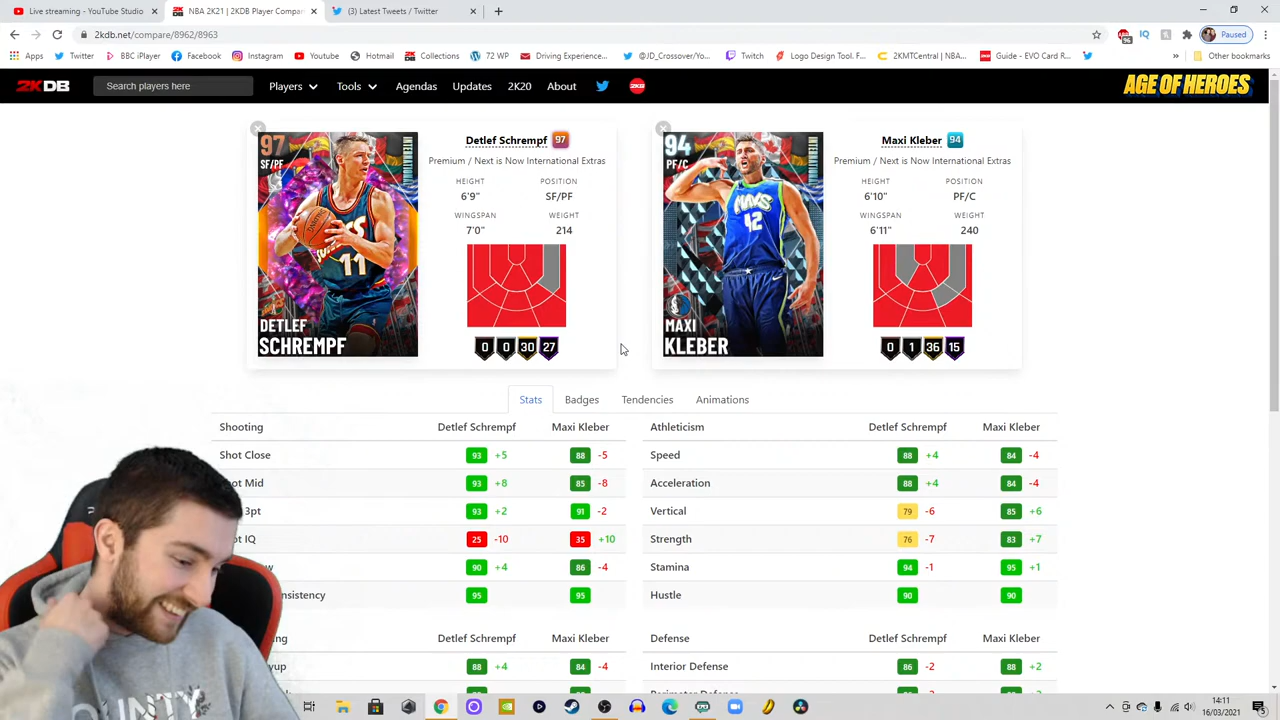 Live streaming - YouTube Studio
NBA 2K21 | 2KDB Player Compar
(3) Latest Tweets / Twitter
2kdb.net/compare/8962/8963
Paused
Apps
Twitter
BBC iPlayer
Facebook
Instagram
Youtube
Hotmail
Collections
72 WP
Driving Experience...
@JD_Crossover/Yo...
Twitch
Logo Design Tool, F...
2KMTCentral | NBA...
Guide - EVO Card R...
Other bookmarks
2KDB
Search players here
Players
Tools
Agendas
Updates
2K20
About
AGE OF HEROES
97
SF/PF
INTERNATIONAL
11
DETLEF
SCHREMPF
Detlef Schrempf 97
Premium / Next is Now International Extras
HEIGHT POSITION
6'9" SF/PF
WINGSPAN WEIGHT
7'0" 214
0 0 30 27
94
PF/C
INTERNATIONAL
MAVS
42
MAXI
KLEBER
Maxi Kleber 94
Premium / Next is Now International Extras
HEIGHT POSITION
6'10" PF/C
WINGSPAN WEIGHT
6'11" 240
0 1 36 15
Stats Badges Tendencies Animations
Shooting Detlef Schrempf Maxi Kleber
Shot Close 93 +5 88 -5
Mid 93 +8 85 -8
3pt 93 +2 91 -2
IQ 25 -10 35 +10
90 +4 86 -4
nsistency 95 95
Detlef Schrempf Maxi Kleber
88 +4 84 -4
Athleticism Detlef Schrempf Maxi Kleber
Speed 88 +4 84 -4
Acceleration 88 +4 84 -4
Vertical 79 -6 85 +6
Strength 76 -7 83 +7
Stamina 94 -1 95 +1
Hustle 90 90
Defense Detlef Schrempf Maxi Kleber
Interior Defense 86 -2 88 +2
14:11
16/03/2021